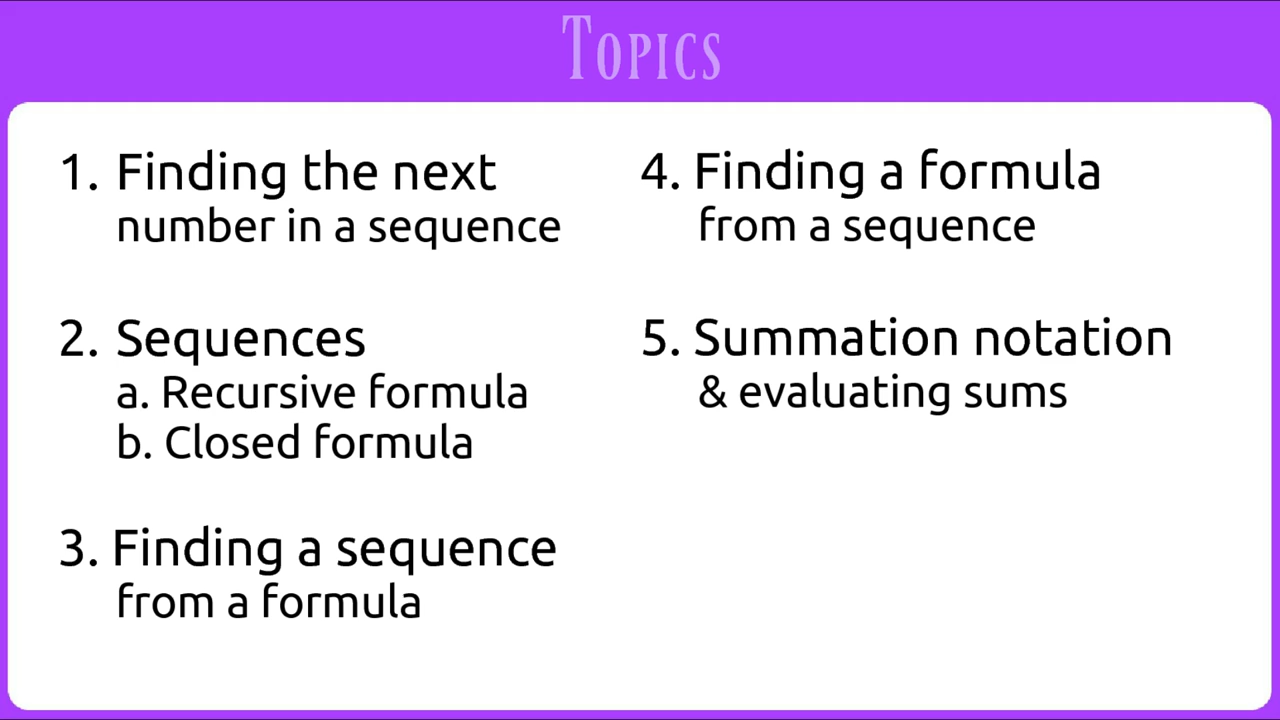 Topics
1. Finding the next
number in a sequence
2. Sequences
a. Recursive formula
b. Closed formula
3. Finding a sequence
from a formula
4. Finding a formula
from a sequence
5. Summation notation
& evaluating sums